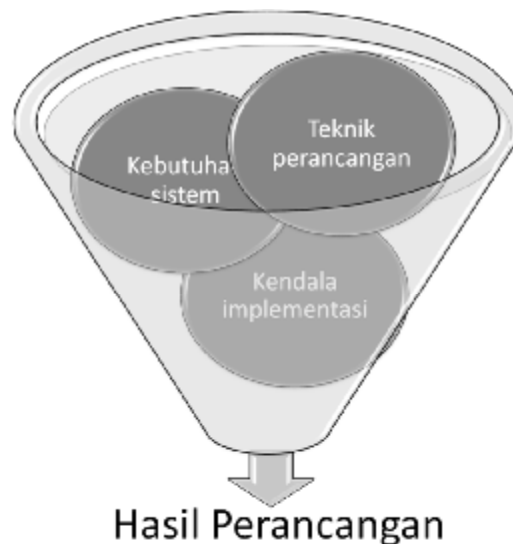 Teknik
perancangan
Kebutuha
sistem
Kendala
implementasi
Hasil Perancangan